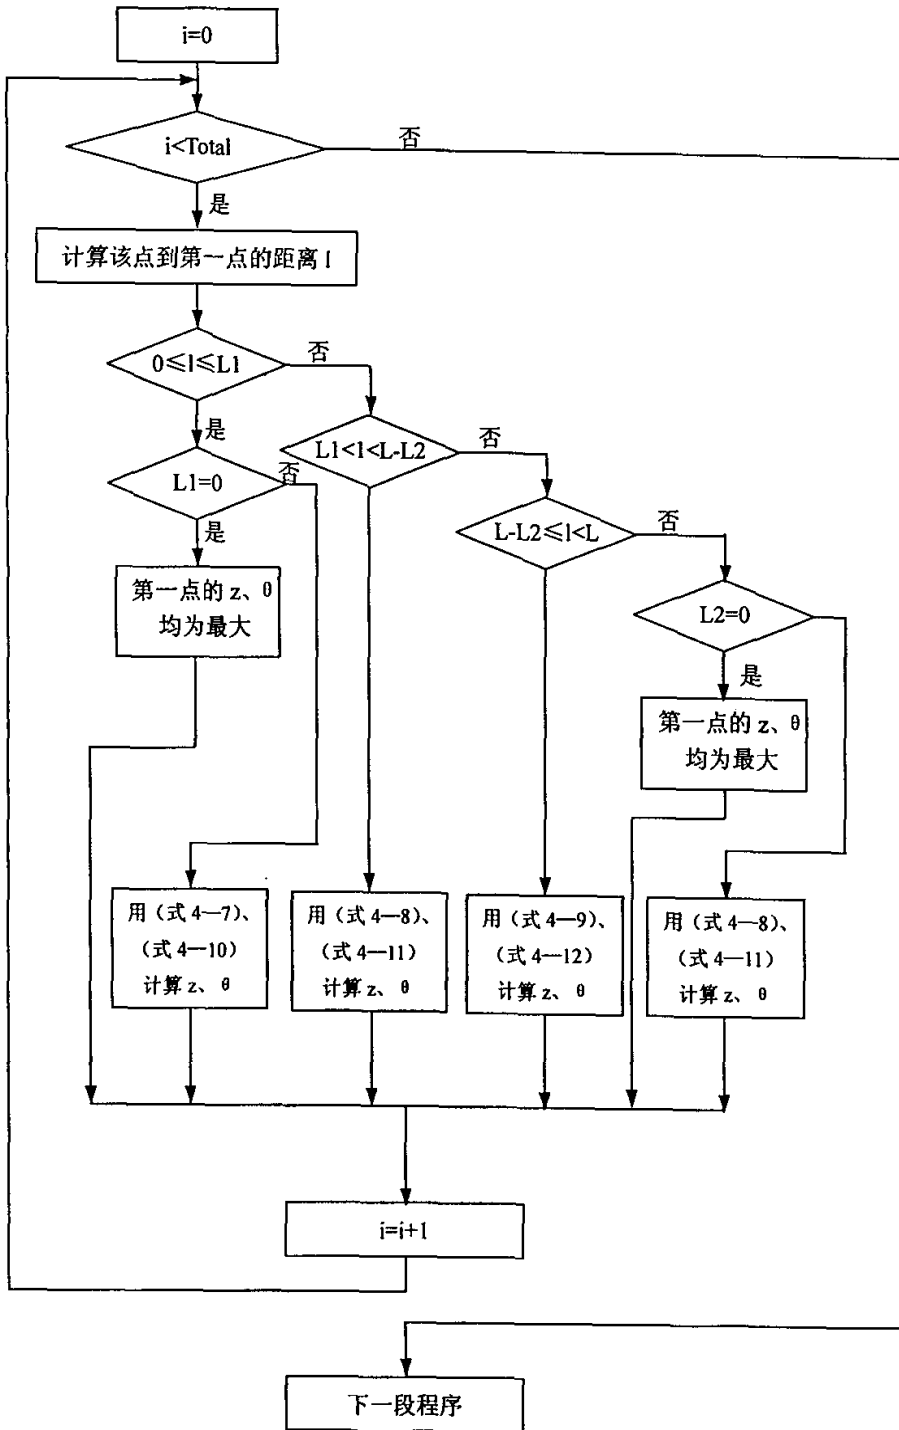 i=0
i<Total
否
是
计算该点到第一点的距离 l
0≤l≤L1
否
是
L1<l<L-L2
否
L1=0
否
是
L-L2≤l<L
否
第一点的 z、θ
均为最大
L2=0
是
第一点的 z、θ
均为最大
用（式 4—7）、
（式 4—10）
计算 z、 θ
用（式 4—8）、
（式 4—11）
计算 z、 θ
用（式 4—9）、
（式 4—12）
计算 z、 θ
用（式 4—8）、
（式 4—11）
计算 z、 θ
i=i+1
下一段程序